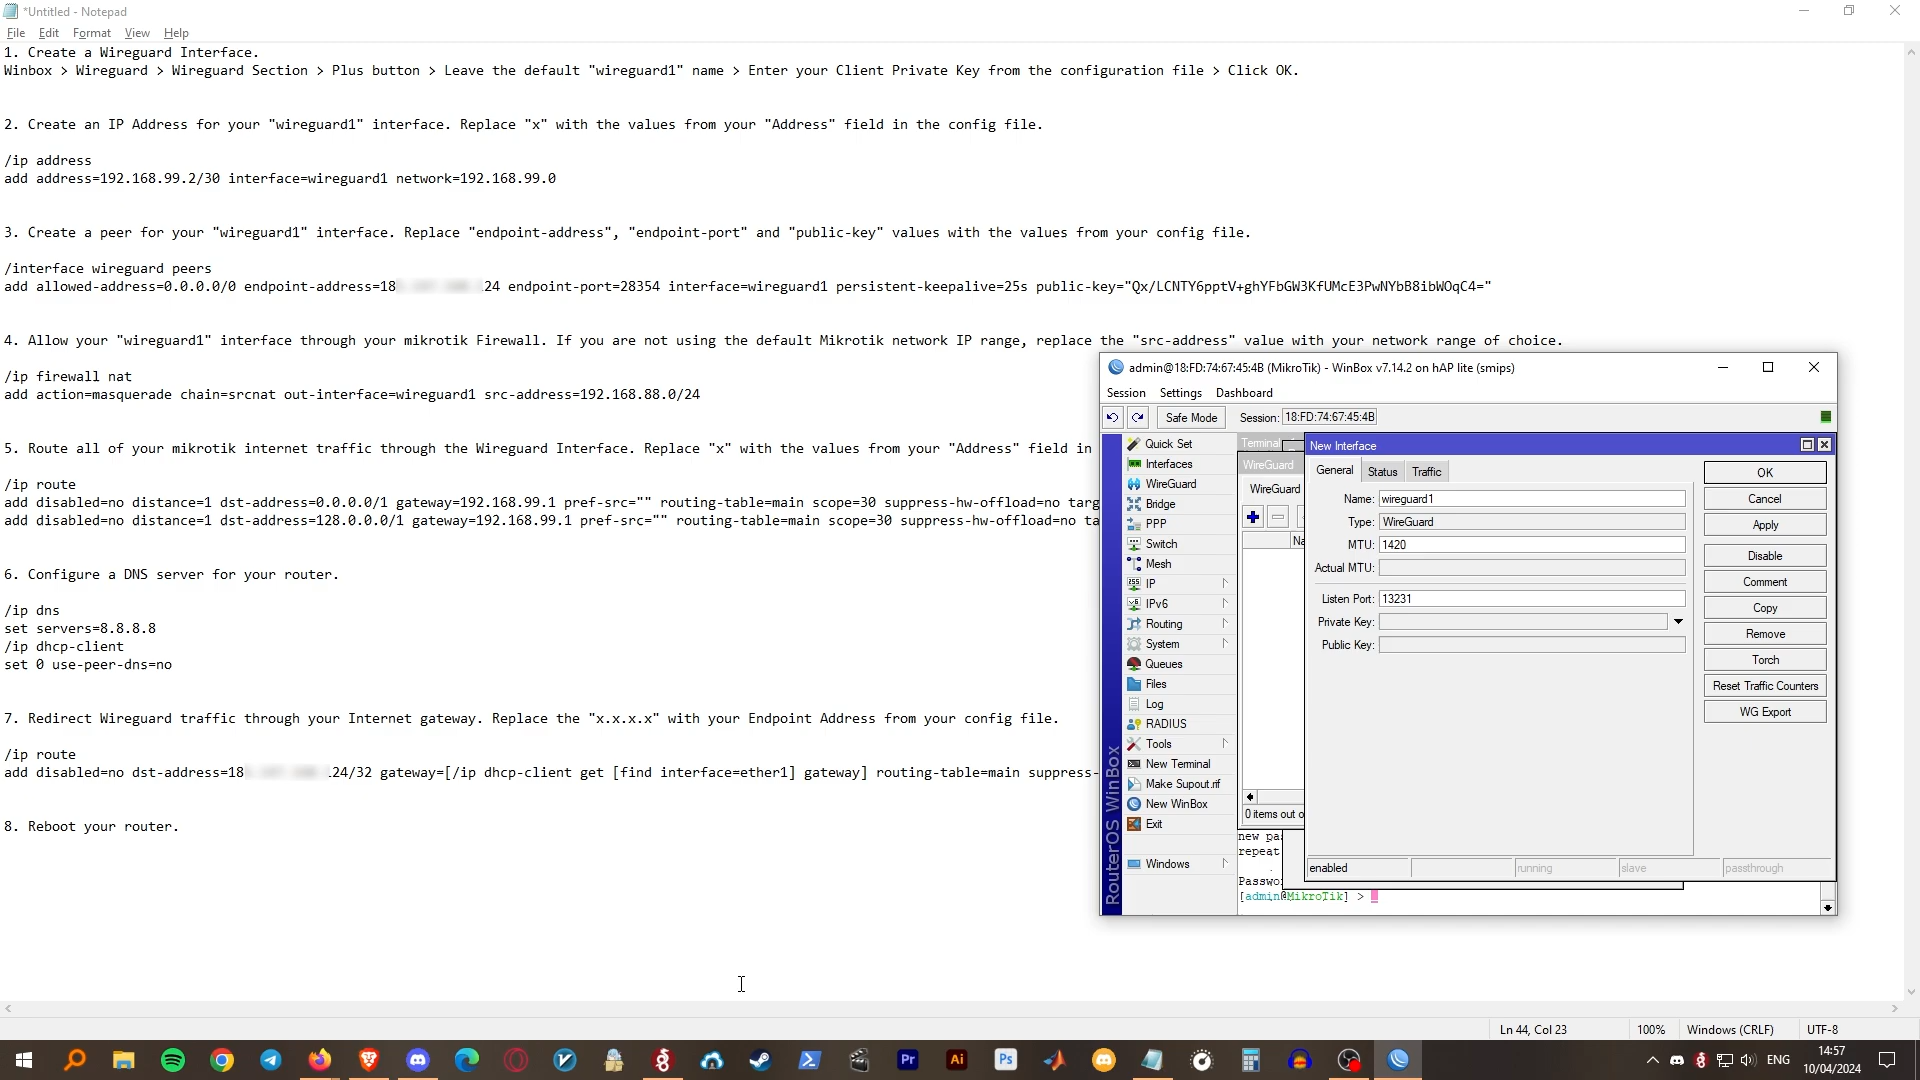 *Untitled - Notepad
File Edit Format View Help
1. Create a Wireguard Interface.
Winbox > Wireguard > Wireguard Section > Plus button > Leave the default "wireguard1" name > Enter your Client Private Key from the configuration file > Click OK.
2. Create an IP Address for your "wireguard1" interface. Replace "x" with the values from your "Address" field in the config file.
/ip address
add address=192.168.99.2/30 interface=wireguard1 network=192.168.99.0
3. Create a peer for your "wireguard1" interface. Replace "endpoint-address", "endpoint-port" and "public-key" values with the values from your config file.
/interface wireguard peers
add allowed-address=0.0.0.0/0 endpoint-address=18 24 endpoint-port=28354 interface=wireguard1 persistent-keepalive=25s public-key="Qx/LCNTY6pptV+ghYFbGW3KfUMcE3PwNYbB8ibWOqC4="
4. Allow your "wireguard1" interface through your mikrotik Firewall. If you are not using the default Mikrotik network IP range, replace the "src-address" value with your network range of choice.
/ip firewall nat
add action=masquerade chain=srcnat out-interface=wireguard1 src-address=192.168.88.0/24
5. Route all of your mikrotik internet traffic through the Wireguard Interface. Replace "x" with the values from your "Address" field in
/ip route
add disabled=no distance=1 dst-address=0.0.0.0/1 gateway=192.168.99.1 pref-src="" routing-table=main scope=30 suppress-hw-offload=no targ
add disabled=no distance=1 dst-address=128.0.0.0/1 gateway=192.168.99.1 pref-src="" routing-table=main scope=30 suppress-hw-offload=no ta
6. Configure a DNS server for your router.
/ip dns
set servers=8.8.8.8
/ip dhcp-client
set 0 use-peer-dns=no
7. Redirect Wireguard traffic through your Internet gateway. Replace the "x.x.x.x" with your Endpoint Address from your config file.
/ip route
add disabled=no dst-address=18 .24/32 gateway=[/ip dhcp-client get [find interface=ether1] gateway] routing-table=main suppress-
8. Reboot your router.
admin@18:FD:74:67:45:4B (MikroTik) - WinBox v7.14.2 on hAP lite (smips)
Session Settings Dashboard
Safe Mode Session: 18:FD:74:67:45:4B
RouterOS WinBox
Quick Set
Interfaces
WireGuard
Bridge
PPP
Switch
Mesh
IP
IPv6
Routing
System
Queues
Files
Log
RADIUS
Tools
New Terminal
Make Supout.rif
New WinBox
Exit
Windows
Terminal
WireGuard
WireGuard
Na
0 items out o
new pa
repeat
Passwo
[admin@MikroTik] >
New Interface
General Status Traffic
Name: wireguard1
Type: WireGuard
MTU: 1420
Actual MTU:
Listen Port: 13231
Private Key:
Public Key:
OK
Cancel
Apply
Disable
Comment
Copy
Remove
Torch
Reset Traffic Counters
WG Export
enabled running slave passthrough
Ln 44, Col 23 100% Windows (CRLF) UTF-8
Pr Ai Ps
ENG
14:57
10/04/2024